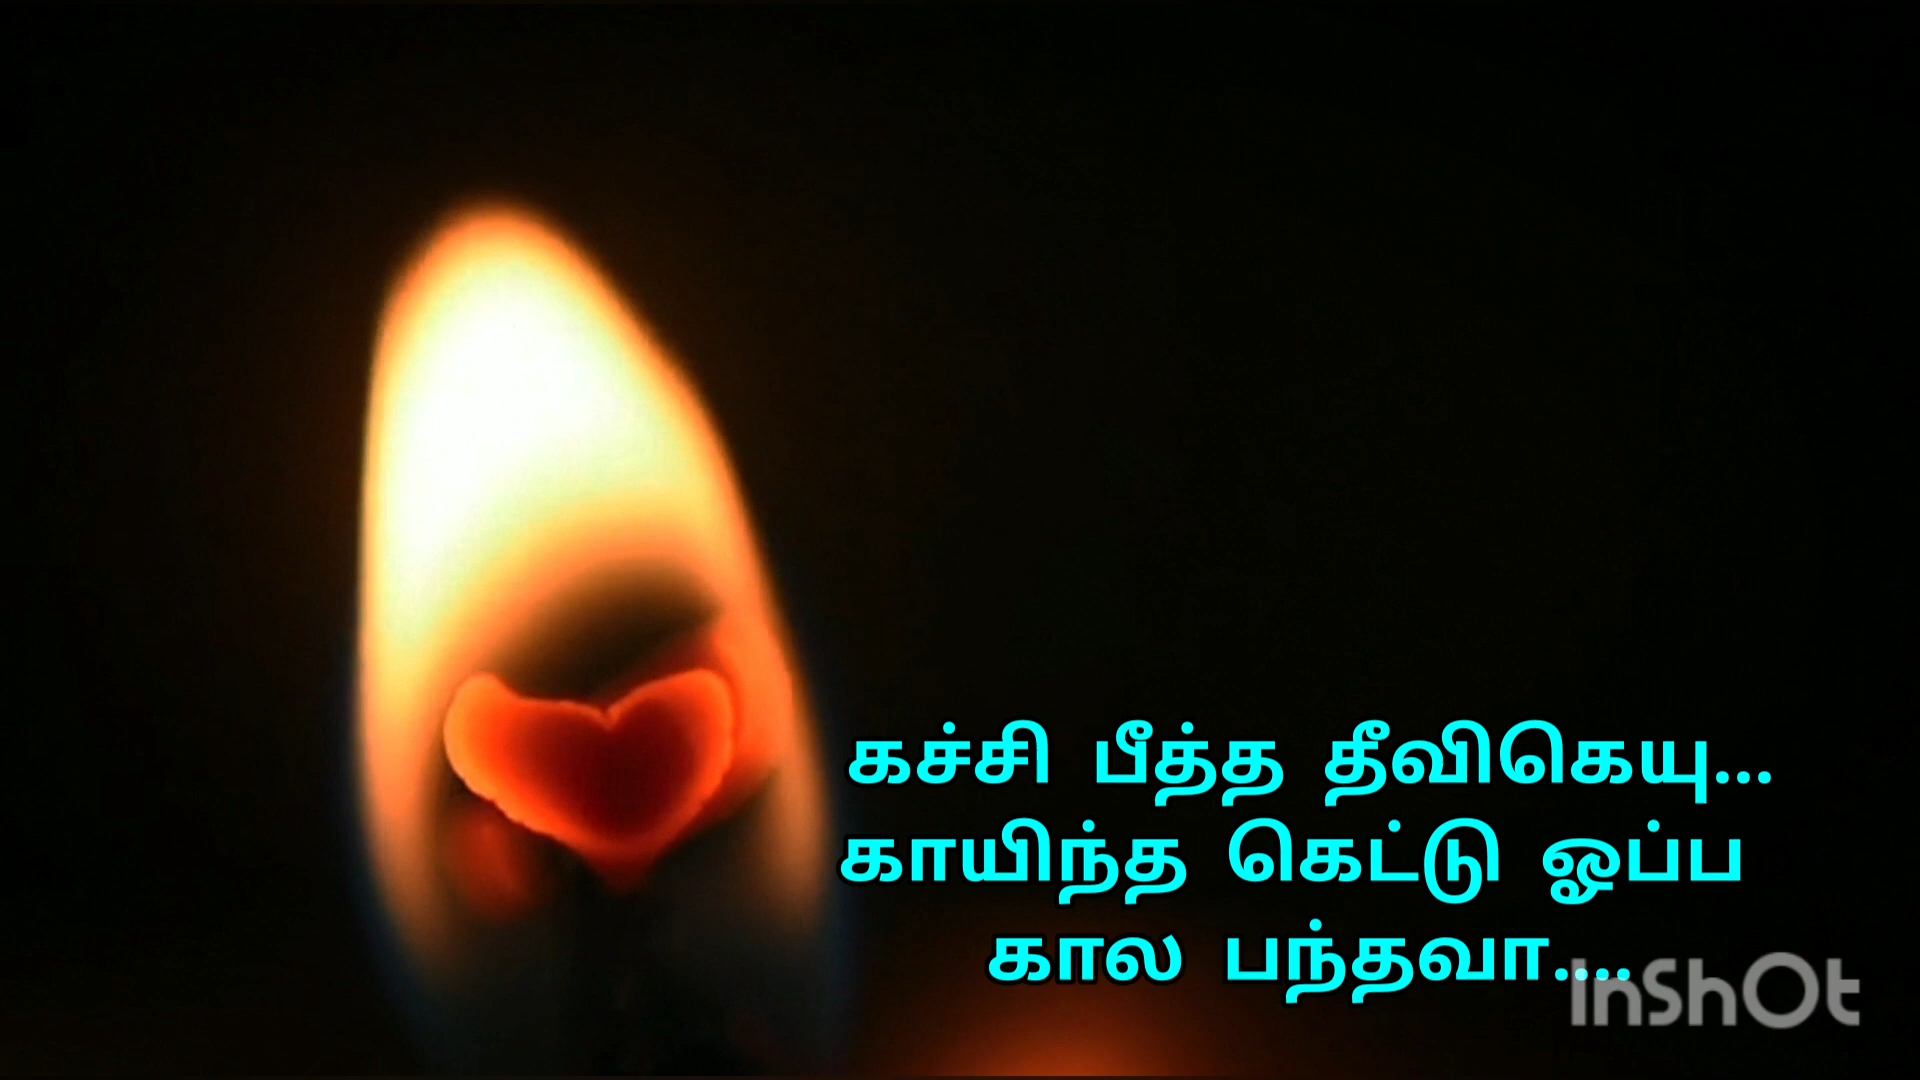 கச்சி பீத்த தீவிகெயு...
காயிந்த கெட்டு ஓப்ப
கால பந்தவா....
InShOt